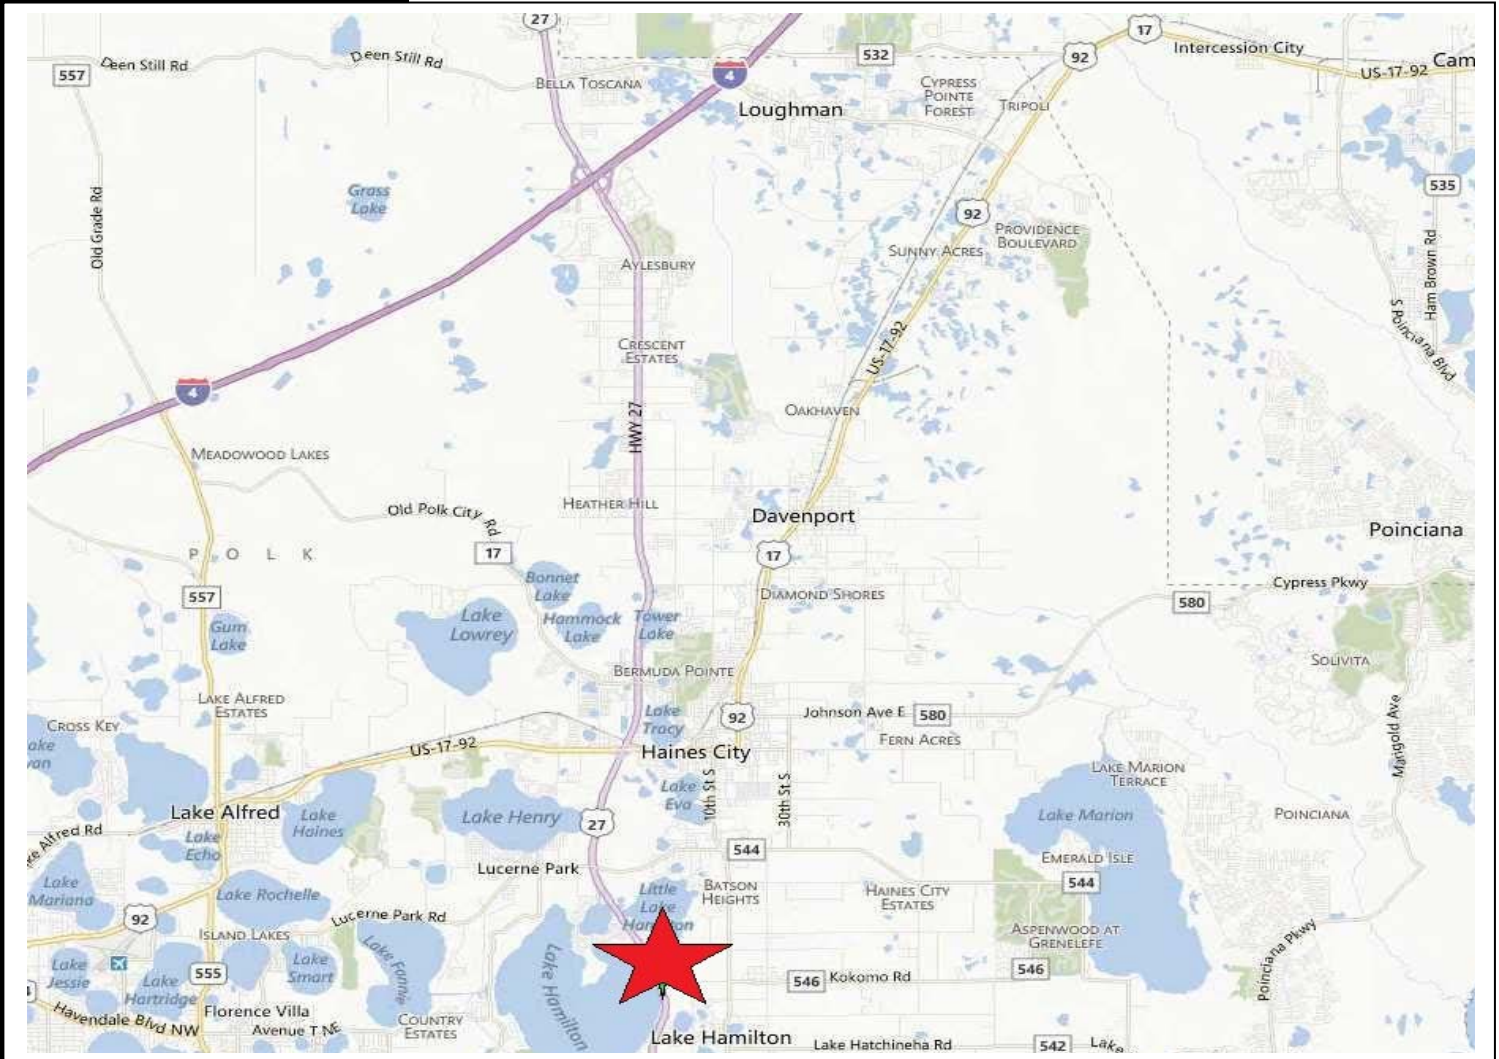 27
17
532
Intercession City
557
Deen Still Rd
Deen Still Rd
92
US-17-92
Cam
4
BELLA TOSCANA
CYPRESS
POINTE
FOREST
Loughman
TRIPOLI
Old Grade Rd
Grass
Lake
535
92
PROVIDENCE
BOULEVARD
SUNNY ACRES
AYLESBURY
Ham Brown Rd
S Poinciana Blvd
US-17-92
CRESCENT
ESTATES
4
HWY 27
OAKHAVEN
MEADOWOOD LAKES
HEATHER HILL
Old Polk City Rd
Davenport
Poinciana
POLK
17
17
Bonnet
Lake
Cypress Pkwy
557
DIAMOND SHORES
580
Lake
Lowrey
Hammock
Lake
Tower
Lake
Gum
Lake
SOLIVITA
BERMUDA POINTE
LAKE ALFRED
ESTATES
Lake
Tracy
92
Johnson Ave E
580
CROSS KEY
FERN ACRES
Marigold Ave
US-17-92
Haines City
ake
van
LAKE MARION
TERRACE
Lake
Eva
10th St S
30th St S
Lake Alfred
Lake
Haines
Lake Henry
27
Lake Marion
POINCIANA
ke Alfred Rd
Lake
Echo
544
EMERALD ISLE
Lucerne Park
Lake
Mariana
Lake Rochelle
Little
Lake
Ham ton
BATSON
HEIGHTS
HAINES CITY
ESTATES
544
92
Lucerne Park Rd
ISLAND LAKES
ASPENWOOD AT
GRENELEFE
Poinciana Pkwy
Lake
Jessie
Lake
Hartridge
555
Lake
Smart
Lake Fannie
Lake Hamilton
546
Kokomo Rd
546
Havendale Blvd NW
Florence Villa
Avenue T NE
COUNTRY
ESTATES
Lake Hamilton
Lake Hatchineha Rd
542
Lake